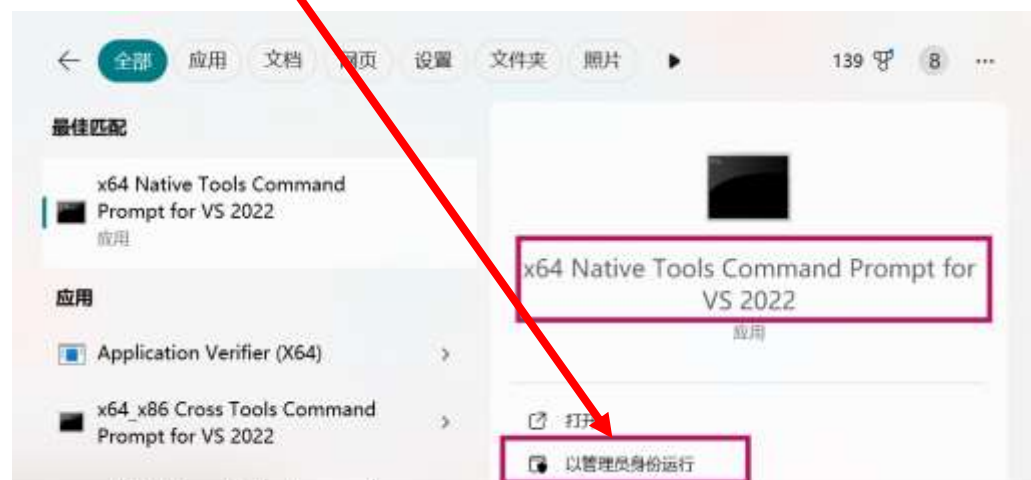 全部 应用 文档 网页 设置 文件夹 照片 139 8 ...
最佳匹配
x64 Native Tools Command
Prompt for VS 2022
应用
x64 Native Tools Command Prompt for
VS 2022
应用
应用
Application Verifier (X64)
x64_x86 Cross Tools Command
Prompt for VS 2022
打开
以管理员身份运行